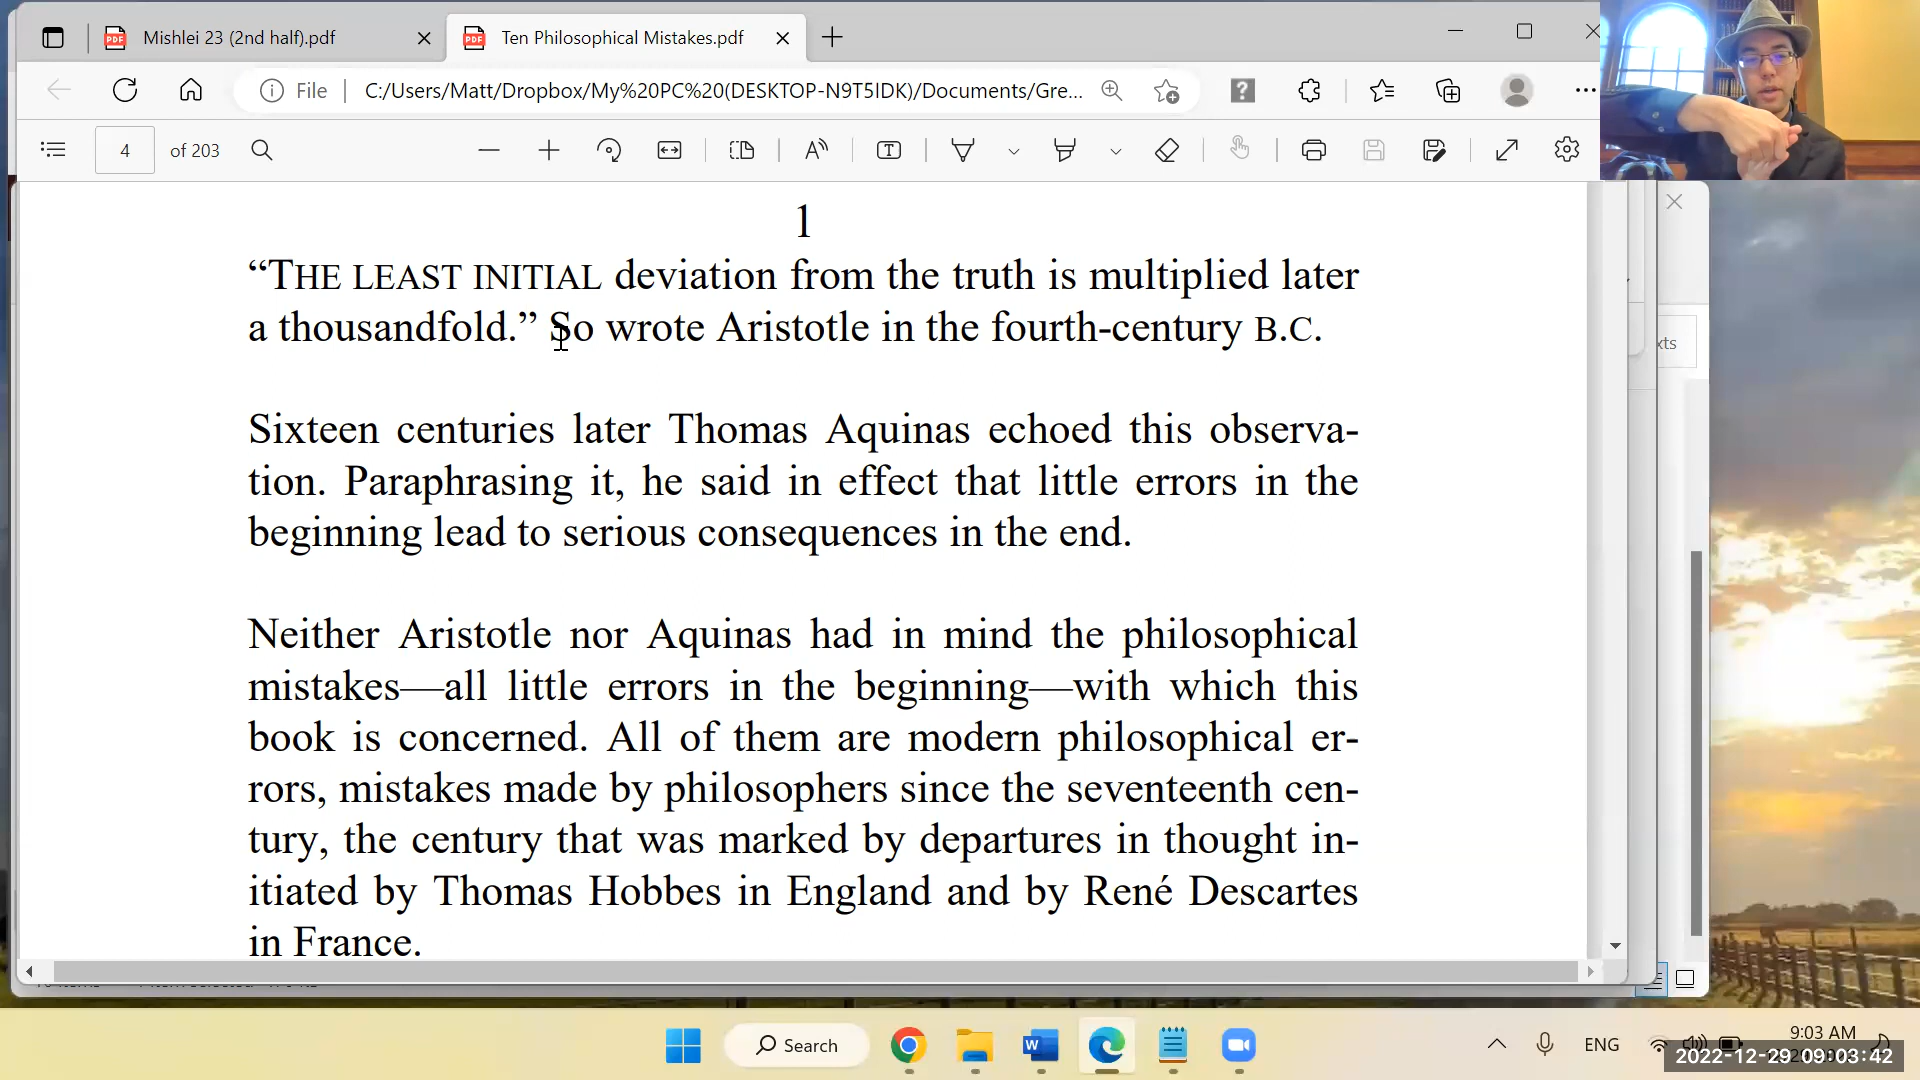 Mishlei 23 (2nd half).pdf
Ten Philosophical Mistakes.pdf
File
C:/Users/Matt/Dropbox/My%20PC%20(DESKTOP-N9T5IDK)/Documents/Gre...
4 of 203
1
“THE LEAST INITIAL deviation from the truth is multiplied later
a thousandfold.” So wrote Aristotle in the fourth-century B.C.
Sixteen centuries later Thomas Aquinas echoed this observa-
tion. Paraphrasing it, he said in effect that little errors in the
beginning lead to serious consequences in the end.
Neither Aristotle nor Aquinas had in mind the philosophical
mistakes—all little errors in the beginning—with which this
book is concerned. All of them are modern philosophical er-
rors, mistakes made by philosophers since the seventeenth cen-
tury, the century that was marked by departures in thought in-
itiated by Thomas Hobbes in England and by René Descartes
in France.
Search
ENG
9:03 AM
2022-12-29 09:03:42